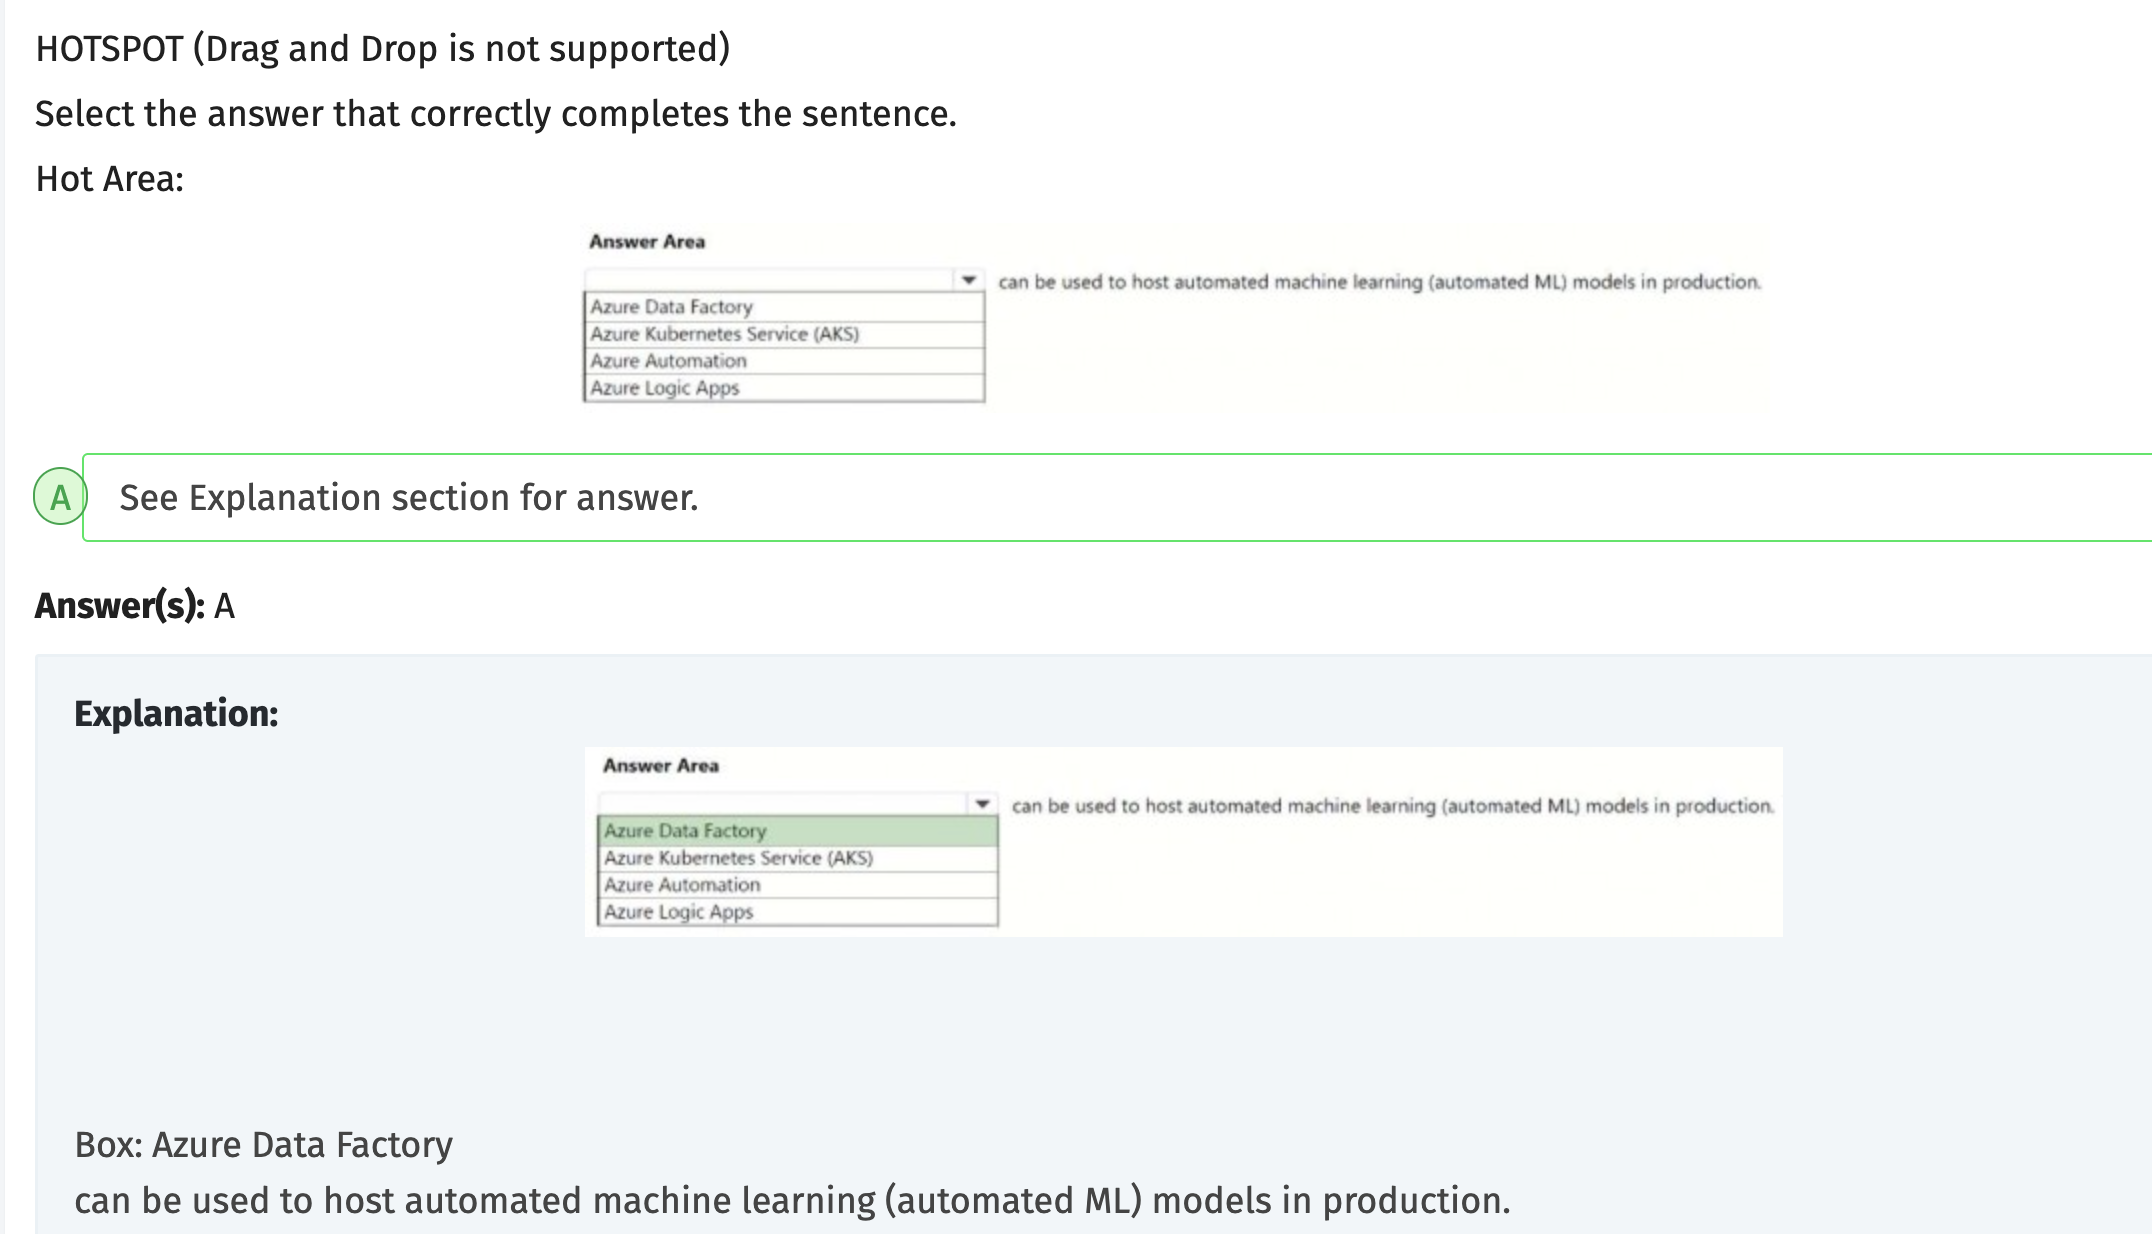 HOTSPOT (Drag and Drop is not supported)
Select the answer that correctly completes the sentence.
Hot Area:
Answer Area
can be used to host automated machine learning (automated ML) models in production.
Azure Data Factory
Azure Kubernetes Service (AKS)
Azure Automation
Azure Logic Apps
A See Explanation section for answer.
Answer(s): A
Explanation:
Answer Area
can be used to host automated machine learning (automated ML) models in production.
Azure Data Factory
Azure Kubernetes Service (AKS)
Azure Automation
Azure Logic Apps
Box: Azure Data Factory
can be used to host automated machine learning (automated ML) models in production.